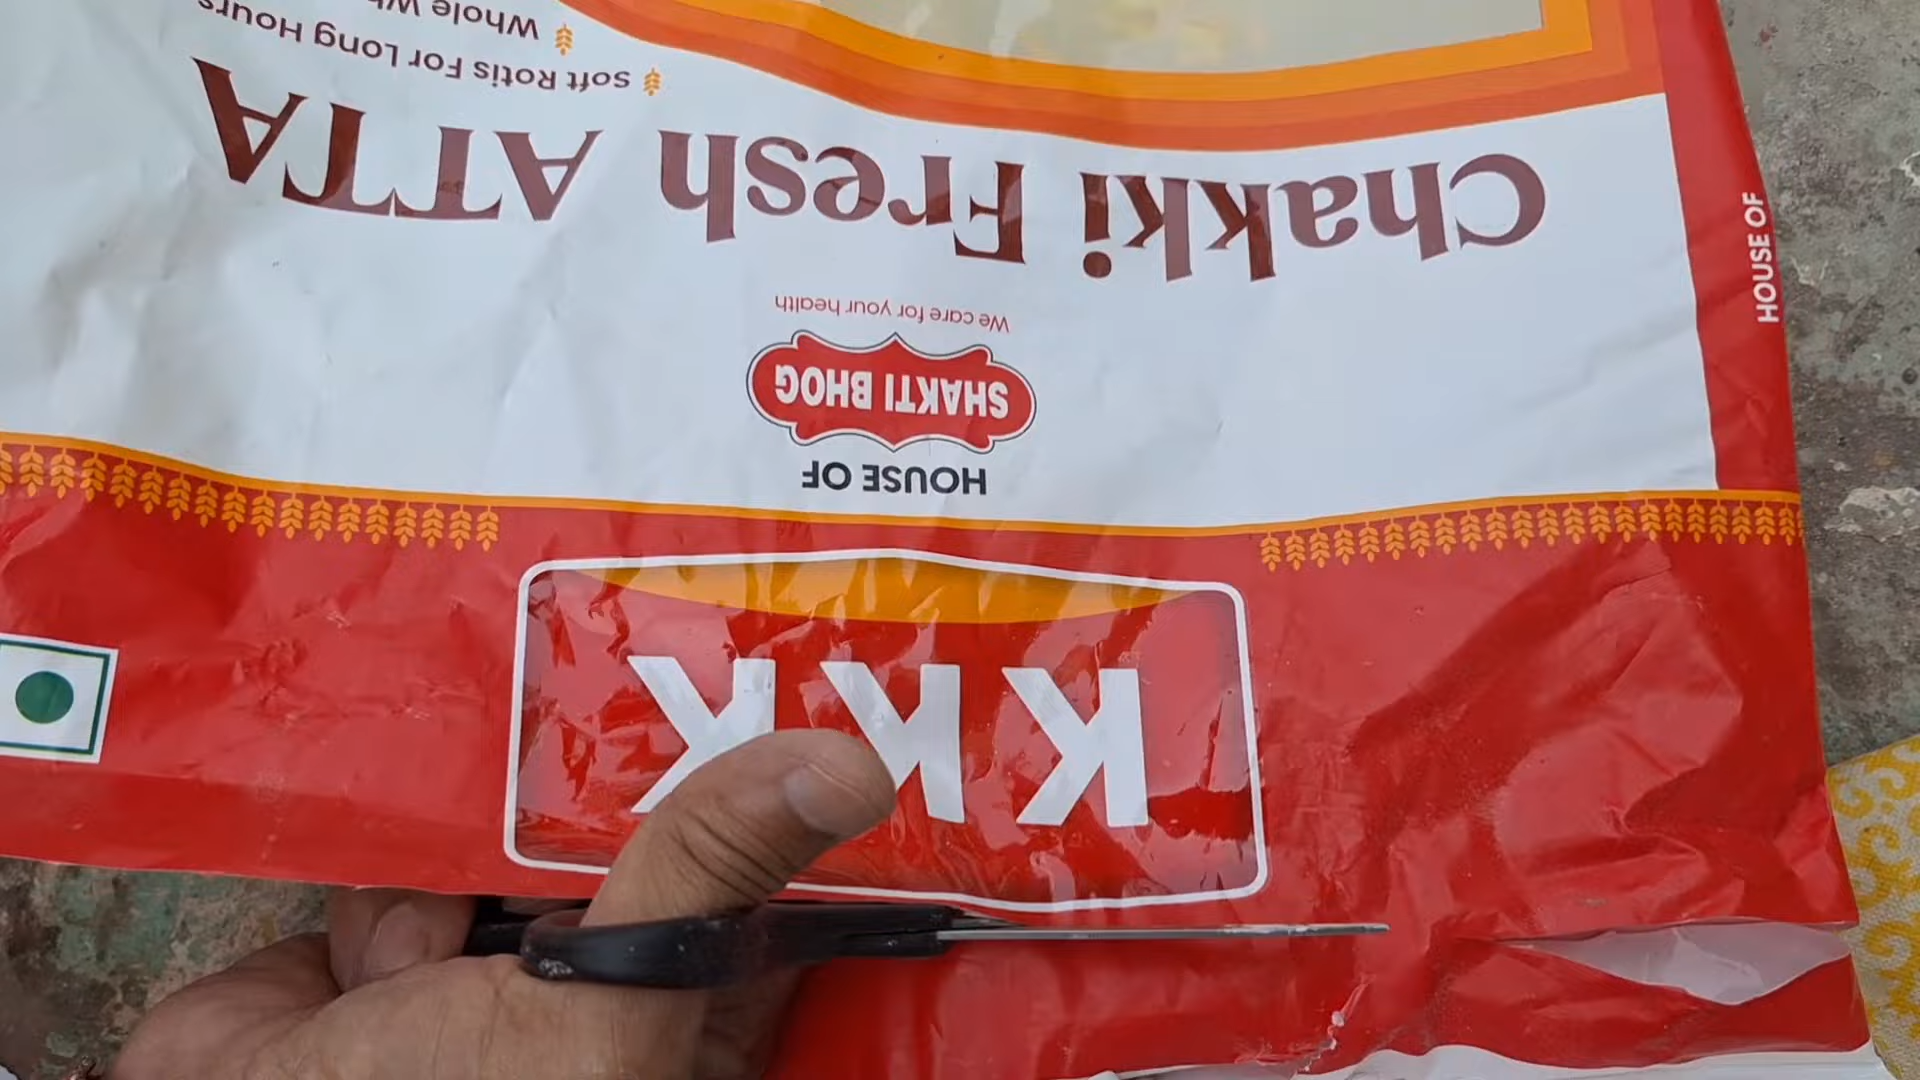 KKK
HOUSE OF
SHAKTI BHOG
We care for your health
Chakki Fresh ATTA
Soft Rotis For Long Hours
Whole
HOUSE OF